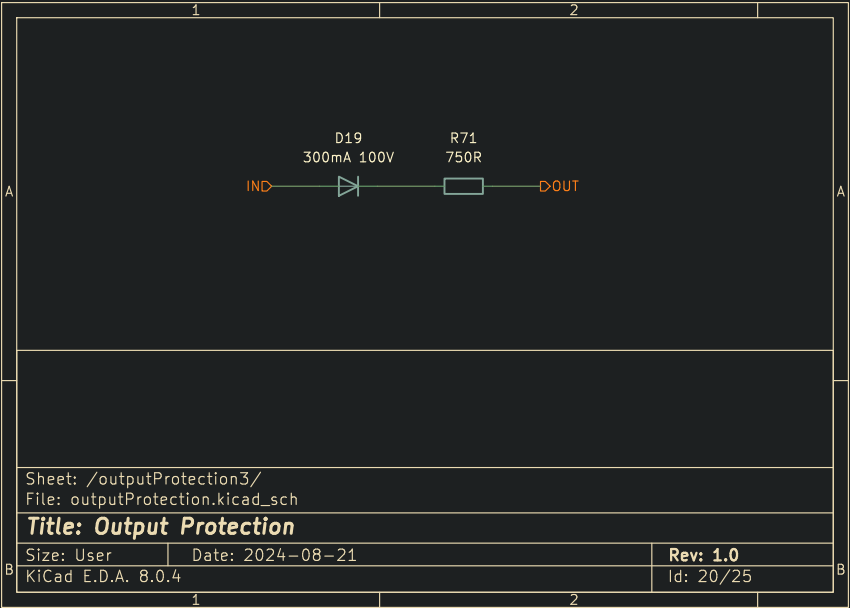 1 2
D19 R71
300mA 100V 750R
IN OUT
A A
Sheet: /outputProtection3/
File: outputProtection.kicad_sch
Title: Output Protection
Size: User Date: 2024-08-21 Rev: 1.0
B B
KiCad E.D.A. 8.0.4 Id: 20/25
1 2